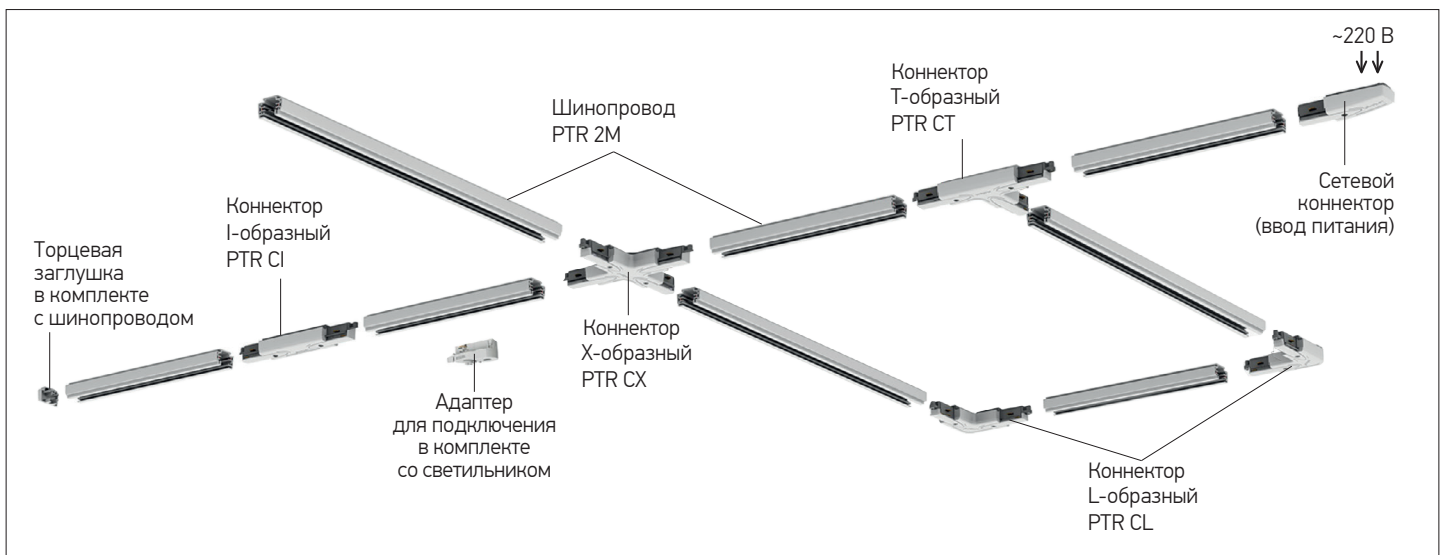 ~220 В
Коннектор
T-образный
PTR CT
Шинопровод
PTR 2M
Сетевой
коннектор
(ввод питания)
Коннектор
I-образный
PTR CI
Торцевая
заглушка
в комплекте
с шинопроводом
Коннектор
X-образный
PTR CX
Адаптер
для подключения
в комплекте
со светильником
Коннектор
L-образный
PTR CL